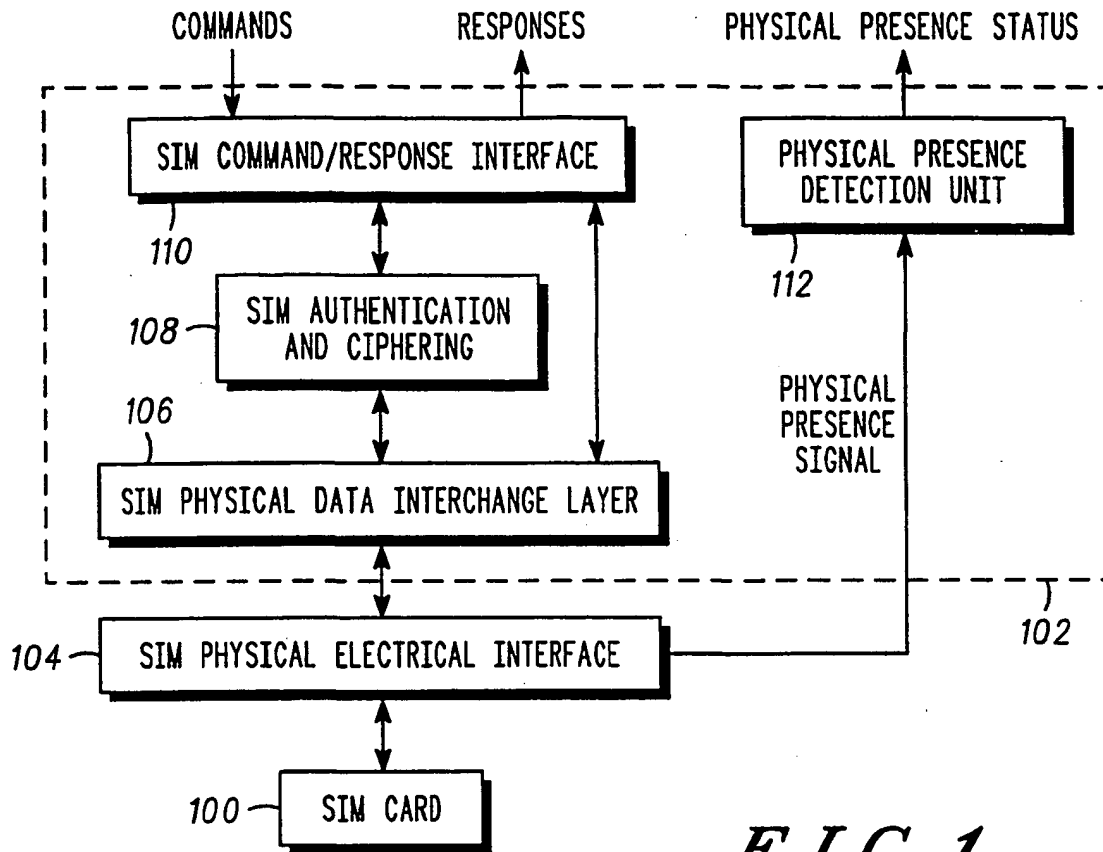 COMMANDS
RESPONSES
PHYSICAL PRESENCE STATUS
SIM COMMAND/RESPONSE INTERFACE
110
PHYSICAL PRESENCE
DETECTION UNIT
112
SIM AUTHENTICATION
AND CIPHERING
108
PHYSICAL
PRESENCE
SIGNAL
106
SIM PHYSICAL DATA INTERCHANGE LAYER
102
104
SIM PHYSICAL ELECTRICAL INTERFACE
100
SIM CARD
FIG.1